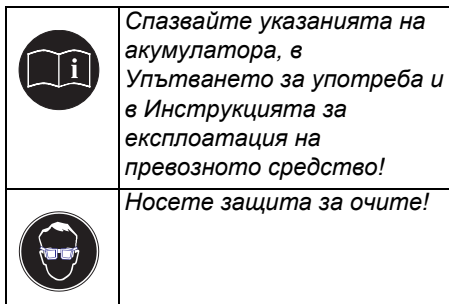 i
Спазвайте указанията на
акумулатора, в
Упътването за употреба и
в Инструкцията за
експлоатация на
превозното средство!
Носете защита за очите!